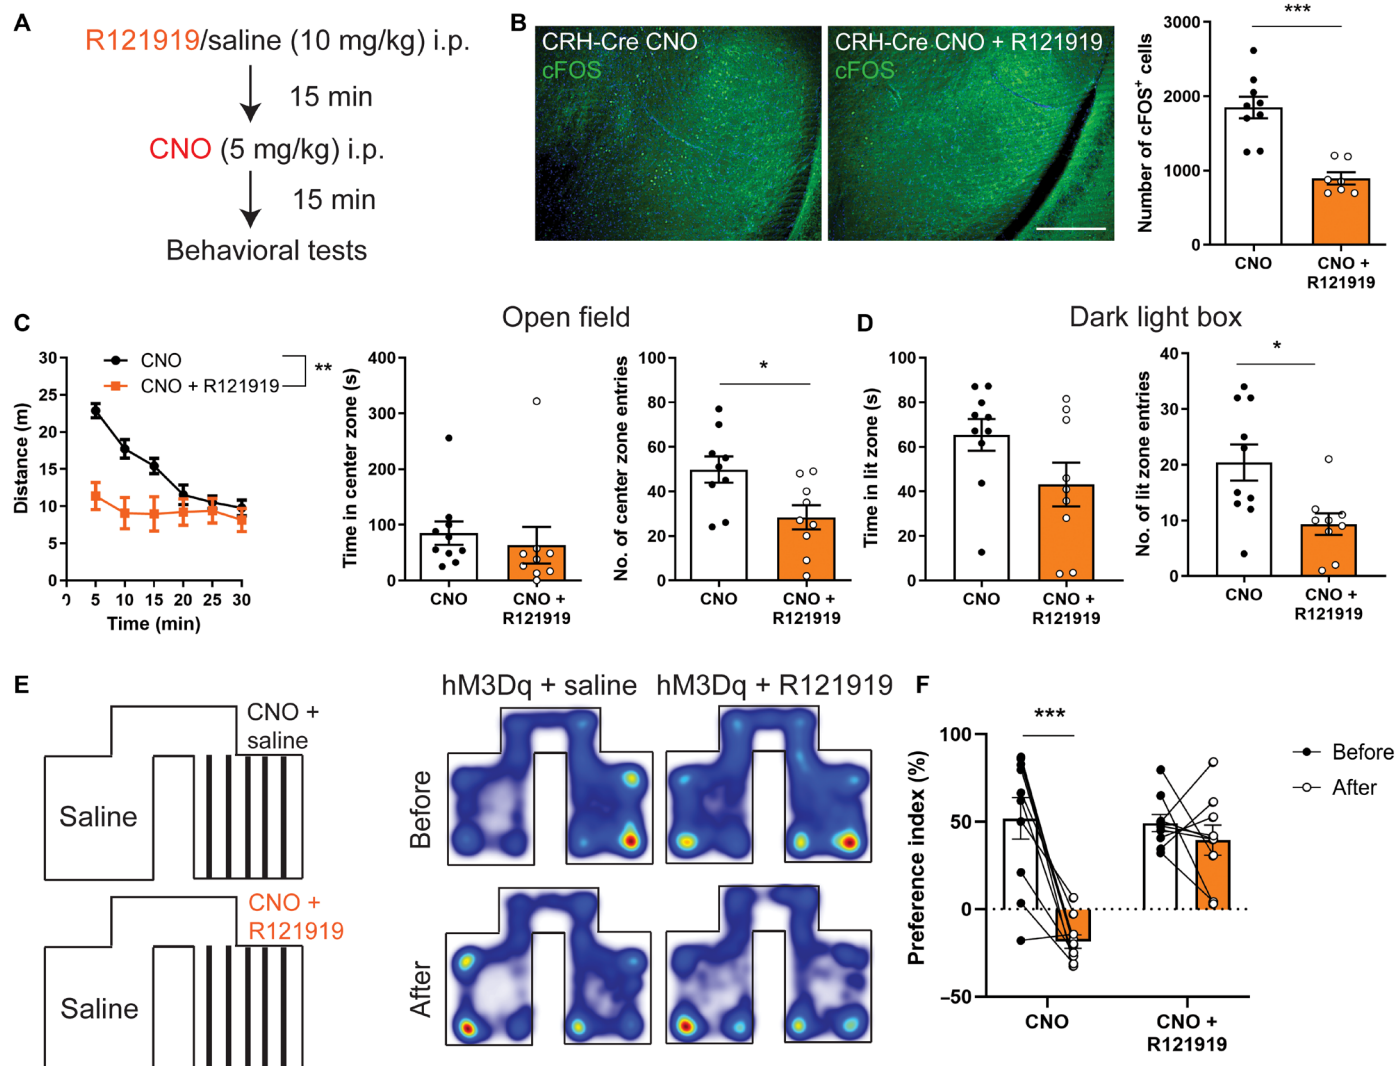 A
R121919/saline (10 mg/kg) i.p.
15 min
CNO (5 mg/kg) i.p.
15 min
Behavioral tests
B
CRH-Cre CNO
cFOS
CRH-Cre CNO + R121919
cFOS
Number of cFOS+ cells
3000
2000
1000
0
***
CNO
CNO +
R121919
C
Open field
Distance (m)
30
25
20
15
10
5
0
CNO
CNO + R121919
**
0 5 10 15 20 25 30
Time (min)
Time in center zone (s)
400
300
200
100
0
CNO
CNO +
R121919
No. of center zone entries
100
80
60
40
20
0
*
CNO
CNO +
R121919
D
Dark light box
Time in lit zone (s)
100
80
60
40
20
0
CNO
CNO +
R121919
No. of lit zone entries
40
30
20
10
0
*
CNO
CNO +
R121919
E
CNO +
saline
Saline
CNO +
R121919
Saline
hM3Dq + saline
hM3Dq + R121919
Before
After
F
Preference index (%)
100
50
0
−50
***
CNO
CNO +
R121919
Before
After